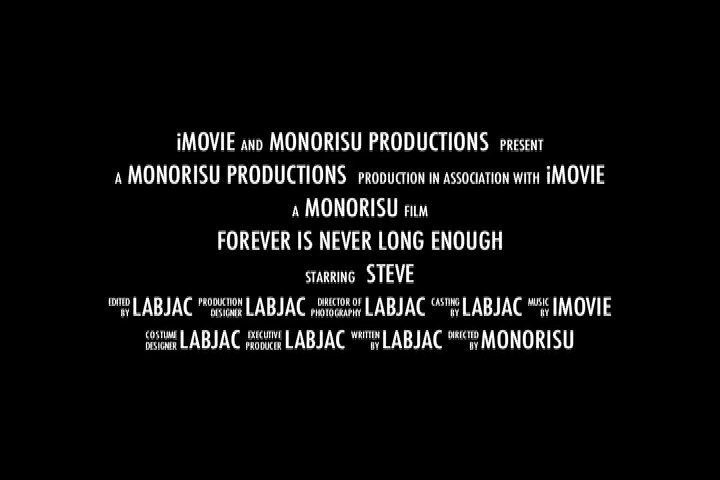 iMOVIE AND MONORISU PRODUCTIONS PRESENT
A MONORISU PRODUCTIONS PRODUCTION IN ASSOCIATION WITH iMOVIE
A MONORISU FILM
FOREVER IS NEVER LONG ENOUGH
STARRING STEVE
EDITED BY LABJAC PRODUCTION DESIGNER LABJAC DIRECTOR OF PHOTOGRAPHY LABJAC CASTING BY LABJAC MUSIC BY IMOVIE
COSTUME DESIGNER LABJAC EXECUTIVE PRODUCER LABJAC WRITTEN BY LABJAC DIRECTED BY MONORISU